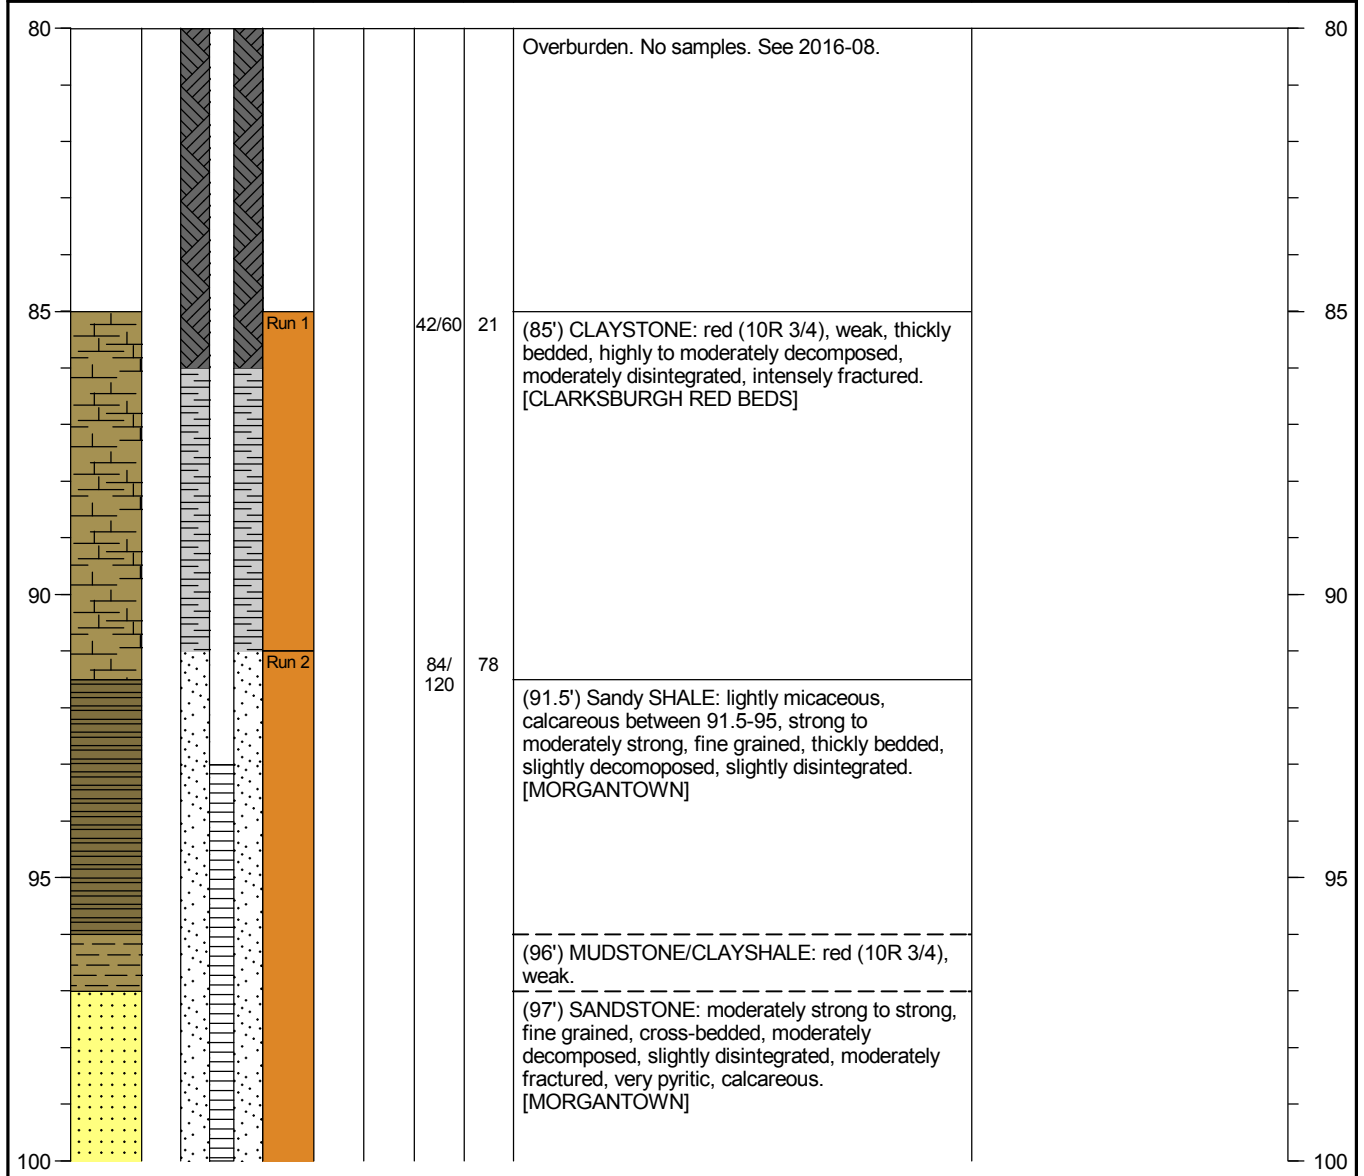 80
Overburden. No samples. See 2016-08.
80
85
Run 1
42/60
21
(85') CLAYSTONE: red (10R 3/4), weak, thickly
bedded, highly to moderately decomposed,
moderately disintegrated, intensely fractured.
[CLARKSBURGH RED BEDS]
85
90
90
Run 2
84/
120
78
(91.5') Sandy SHALE: lightly micaceous,
calcareous between 91.5-95, strong to
moderately strong, fine grained, thickly bedded,
slightly decomoposed, slightly disintegrated.
[MORGANTOWN]
95
95
(96') MUDSTONE/CLAYSHALE: red (10R 3/4),
weak.
(97') SANDSTONE: moderately strong to strong,
fine grained, cross-bedded, moderately
decomposed, slightly disintegrated, moderately
fractured, very pyritic, calcareous.
[MORGANTOWN]
100
100